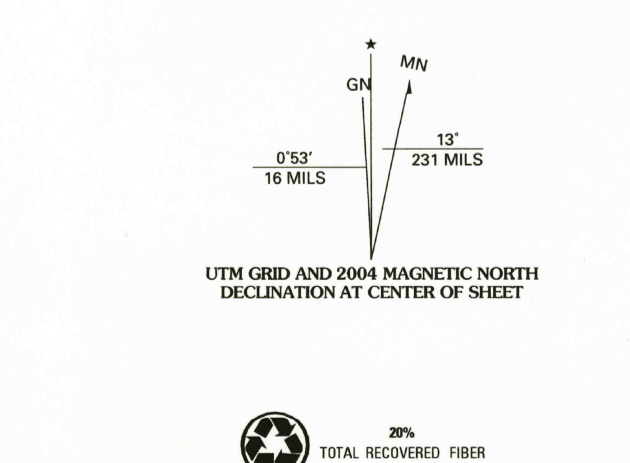 ★
MN
GN
13°
231 MILS
0°53′
16 MILS
UTM GRID AND 2004 MAGNETIC NORTH
DECLINATION AT CENTER OF SHEET
20%
TOTAL RECOVERED FIBER